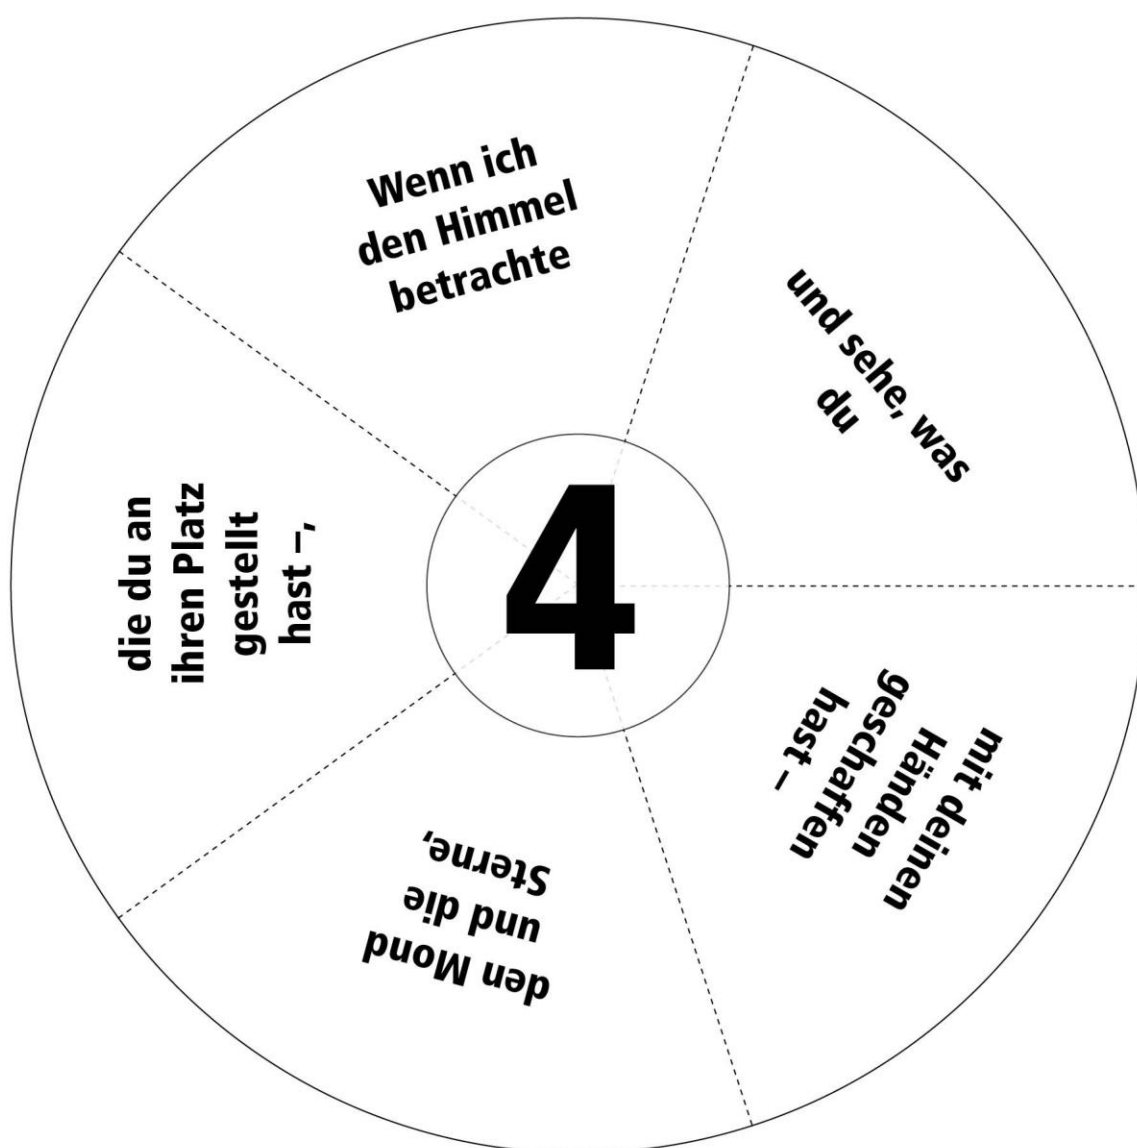 Wenn ich
den Himmel
betrachte
und sehe, was
du
mit deinen
Händen
geschaffen
hast –
den Mond
und die
Sterne,
die du an
ihren Platz
gestellt
hast –,
4